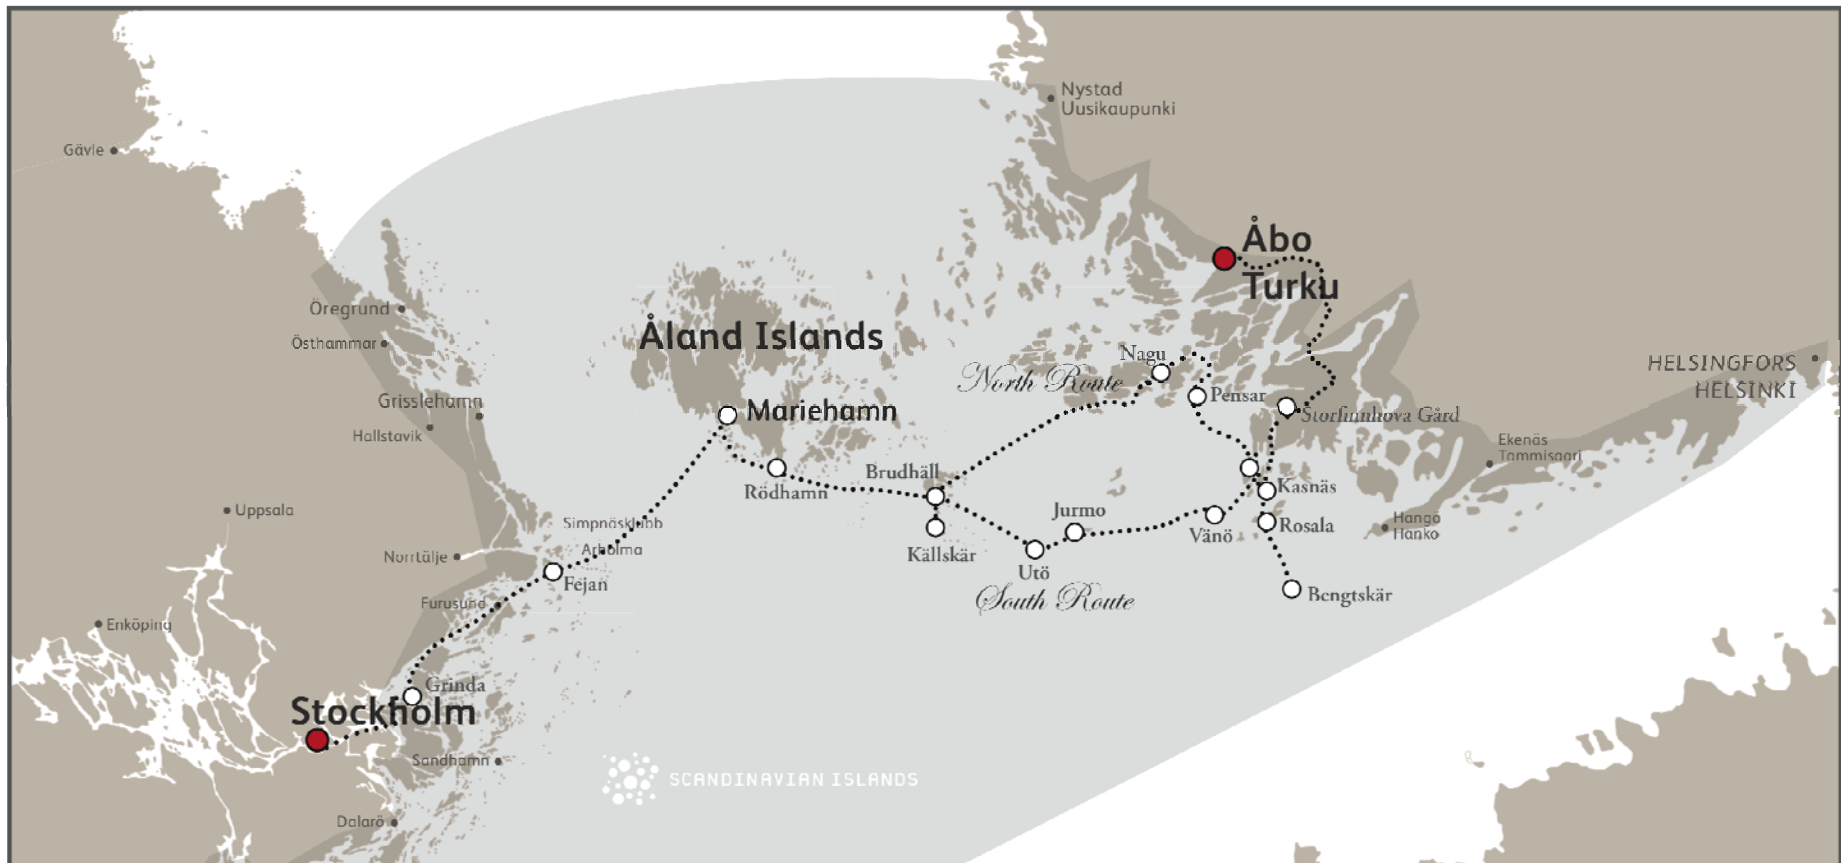 Nystad
Uusikaupunki
Gävle
Åbo
Turku
Öregrund
Östhammar
Åland Islands
Nagu
North Route
HELSINGFORS
HELSINKI
Grisslehamn
Hallstavik
Mariehamn
Pensar
Storfinnhova Gård
Ekenäs
Tammisaari
Brudhäll
Rödhamn
Kasnäs
Uppsala
Simpnäsklubb
Arholma
Jurmo
Vänö
Rosala
Hangö
Hanko
Norrtälje
Fejan
Källskär
Utö
South Route
Bengtskär
Furusund
Enköping
Grinda
Stockholm
Sandhamn
SCANDINAVIAN ISLANDS
Dalarö